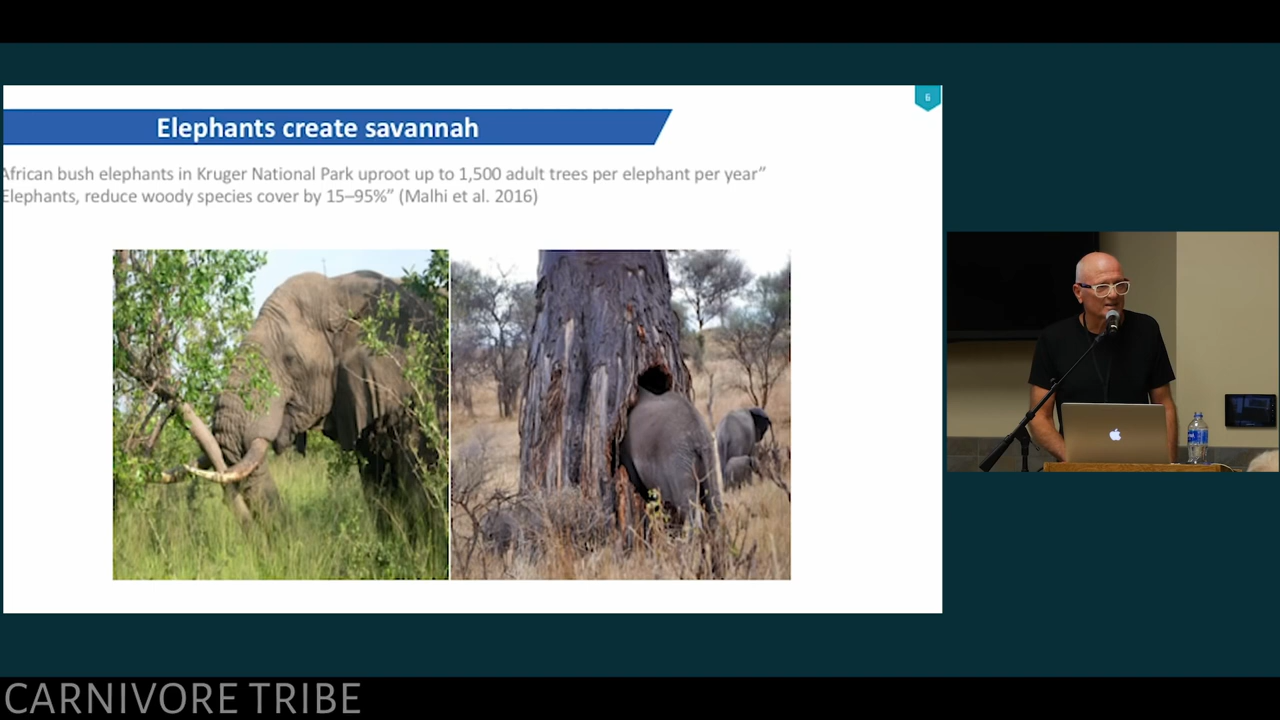 6
Elephants create savannah
African bush elephants in Kruger National Park uproot up to 1,500 adult trees per elephant per year”
Elephants, reduce woody species cover by 15–95%” (Malhi et al. 2016)
CARNIVORE TRIBE